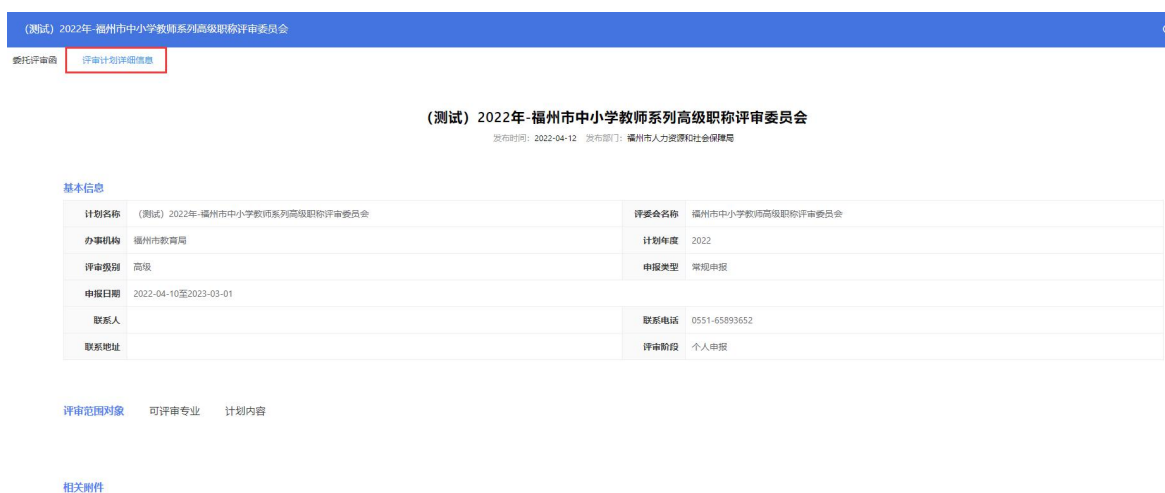 （测试）2022年-福州市中小学教师系列高级职称评审委员会
委托评审函 评审计划详细信息
（测试）2022年-福州市中小学教师系列高级职称评审委员会
发布时间：2022-04-12 发布部门：福州市人力资源和社会保障局
基本信息
计划名称 （测试）2022年-福州市中小学教师系列高级职称评审委员会 评委会名称 福州市中小学教师高级职称评审委员会
办事机构 福州市教育局 计划年度 2022
评审级别 高级 申报类型 常规申报
申报日期 2022-04-10至2023-03-01
联系人 联系电话 0551-65893652
联系地址 评审阶段 个人申报
评审范围对象 可评审专业 计划内容
相关附件